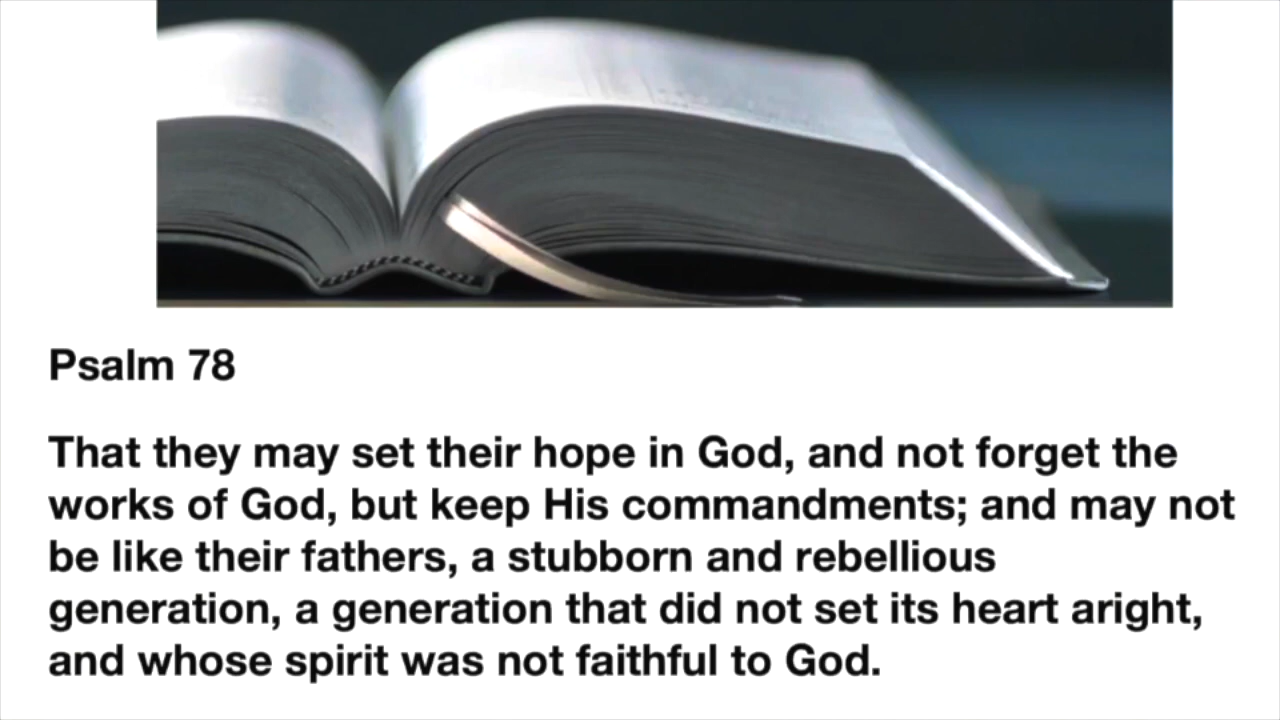 Psalm 78
That they may set their hope in God, and not forget the
works of God, but keep His commandments; and may not
be like their fathers, a stubborn and rebellious
generation, a generation that did not set its heart aright,
and whose spirit was not faithful to God.